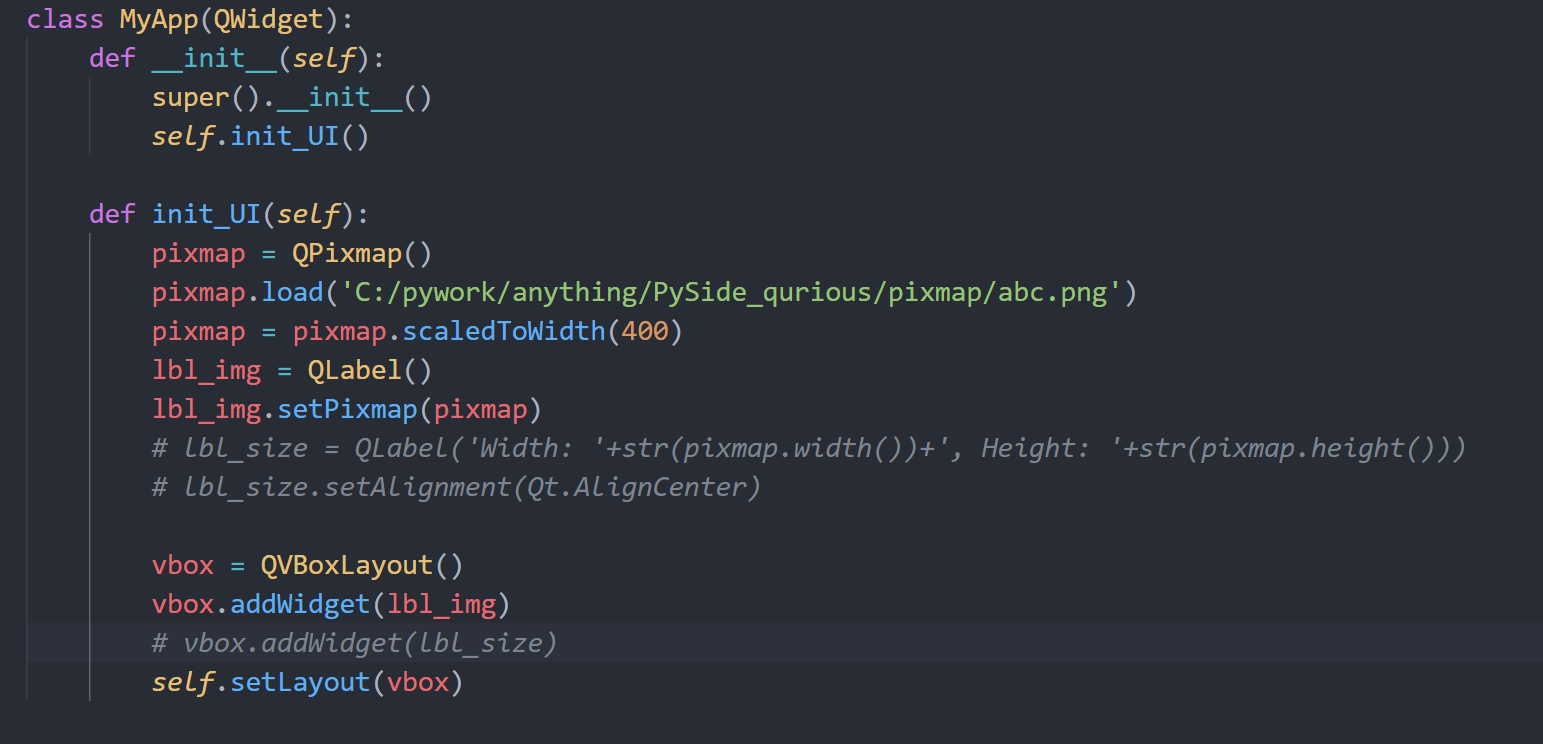 class MyApp(QWidget):
    def __init__(self):
        super().__init__()
        self.init_UI()

    def init_UI(self):
        pixmap = QPixmap()
        pixmap.load('C:/pywork/anything/PySide_qurious/pixmap/abc.png')
        pixmap = pixmap.scaledToWidth(400)
        lbl_img = QLabel()
        lbl_img.setPixmap(pixmap)
        # lbl_size = QLabel('Width: '+str(pixmap.width())+', Height: '+str(pixmap.height()))
        # lbl_size.setAlignment(Qt.AlignCenter)

        vbox = QVBoxLayout()
        vbox.addWidget(lbl_img)
        # vbox.addWidget(lbl_size)
        self.setLayout(vbox)